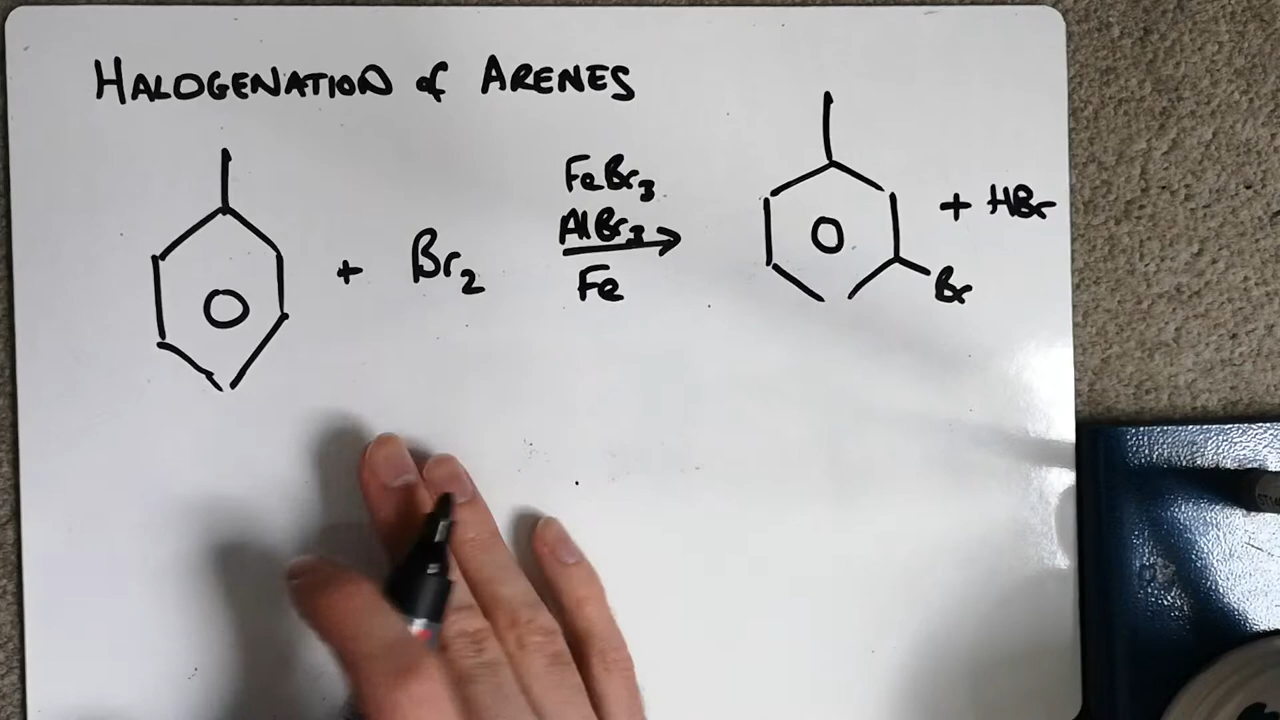 HALOGENATION of ARENES
+ Br2
FeBr3
AlBr3
Fe
+ HBr
Br